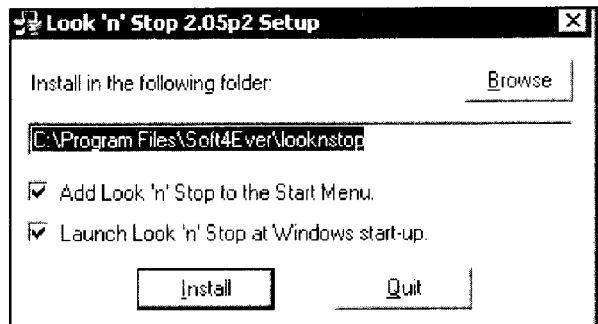 Look 'n' Stop 2.05p2 Setup
Install in the following folder:
Browse
C:\Program Files\Soft4Ever\looknstop
Add Look 'n' Stop to the Start Menu.
Launch Look 'n' Stop at Windows start-up.
Install
Quit